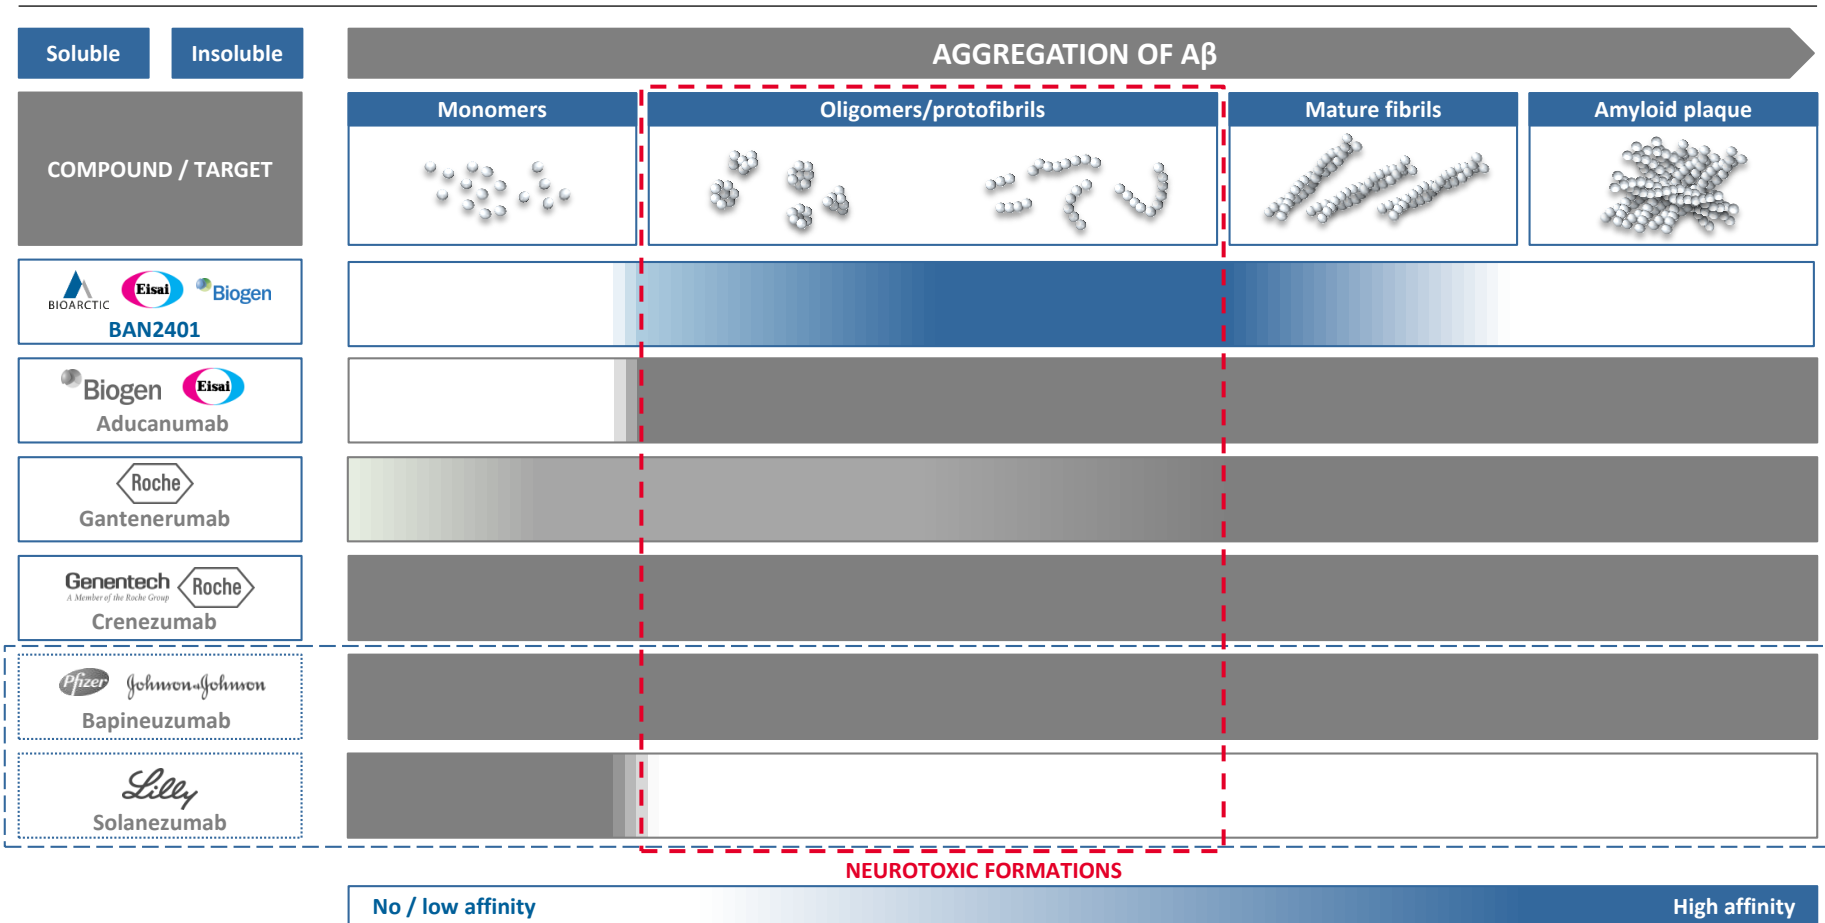 Soluble
Insoluble
AGGREGATION OF Aβ
COMPOUND / TARGET
Monomers
Oligomers/protofibrils
Mature fibrils
Amyloid plaque
BIOARCTIC
Eisai
Biogen
BAN2401
Biogen
Eisai
Aducanumab
Roche
Gantenerumab
Genentech
A Member of the Roche Group
Roche
Crenezumab
Pfizer
Johnson&Johnson
Bapineuzumab
Lilly
Solanezumab
NEUROTOXIC FORMATIONS
No / low affinity
High affinity